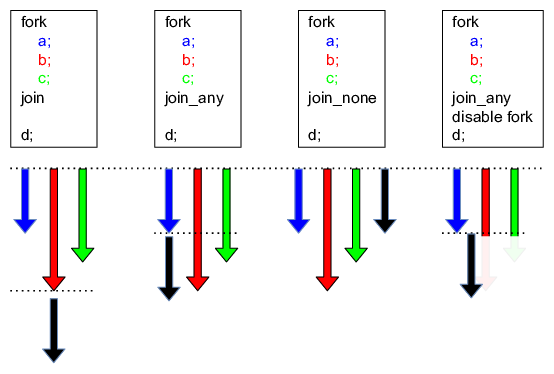 fork
a;
b;
c;
join
d;
fork
a;
b;
c;
join_any
d;
fork
a;
b;
c;
join_none
d;
fork
a;
b;
c;
join_any
disable fork
d;